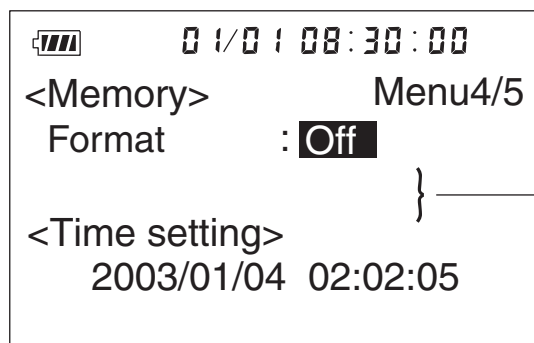 01/01 08:30:00
<Memory> Menu4/5
Format : Off
<Time setting>
2003/01/04 02:02:05